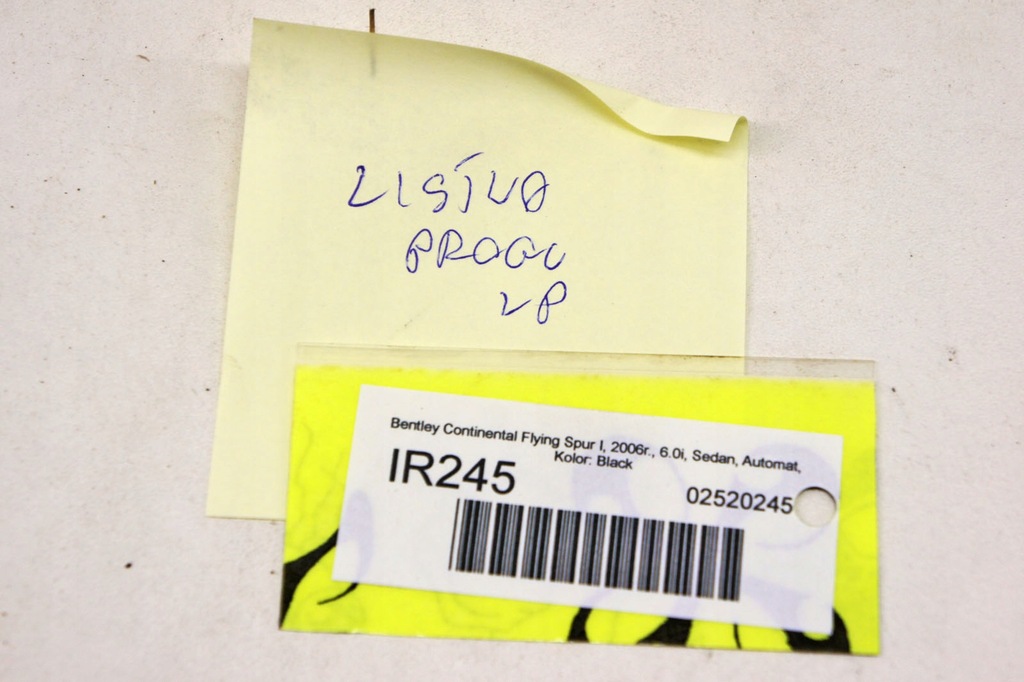 LISTWA
PROGU
LP
Bentley Continental Flying Spur I, 2006r., 6.0i, Sedan, Automat,
Kolor: Black
IR245
02520245